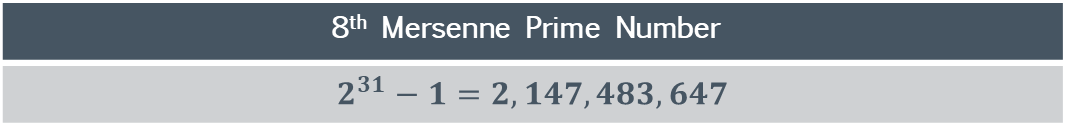 8th Mersenne Prime Number
2^31 − 1 = 2, 147, 483, 647